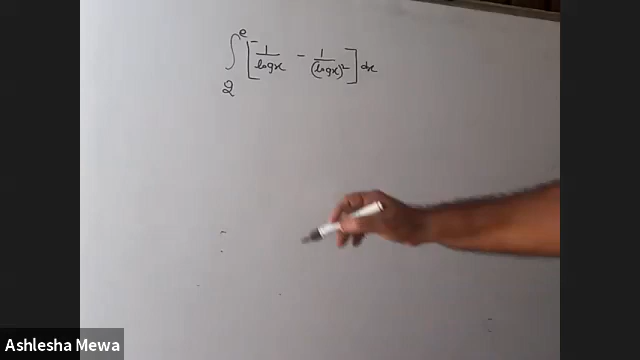 ∫₂ᵉ [1/logx - 1/(logx)²] dx
Ashlesha Mewa